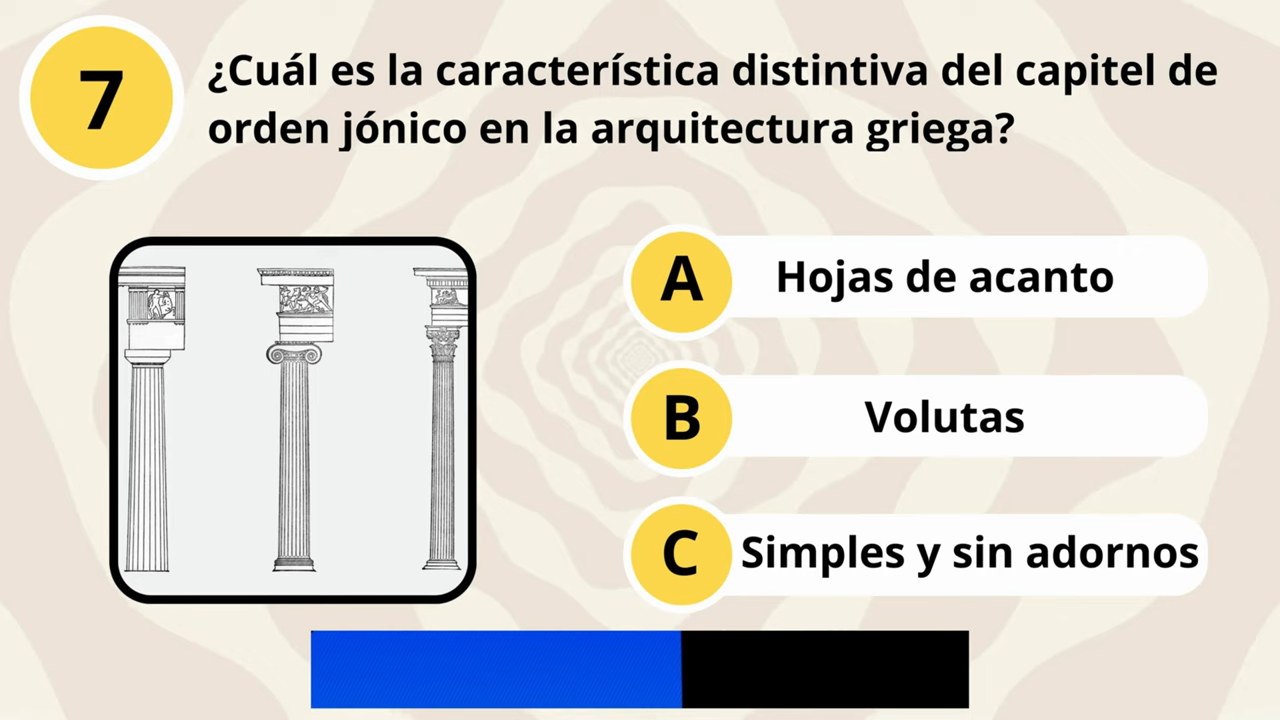 7
¿Cuál es la característica distintiva del capitel de
orden jónico en la arquitectura griega?
A
Hojas de acanto
B
Volutas
C
Simples y sin adornos